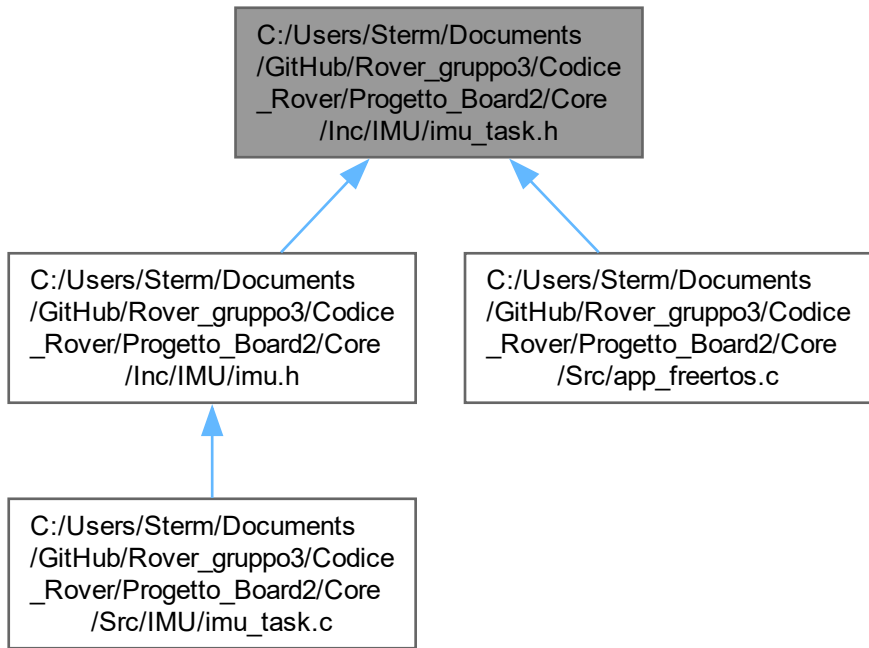 C:/Users/Sterm/Documents
/GitHub/Rover_gruppo3/Codice
_Rover/Progetto_Board2/Core
/Inc/IMU/imu_task.h
C:/Users/Sterm/Documents
/GitHub/Rover_gruppo3/Codice
_Rover/Progetto_Board2/Core
/Inc/IMU/imu.h
C:/Users/Sterm/Documents
/GitHub/Rover_gruppo3/Codice
_Rover/Progetto_Board2/Core
/Src/app_freertos.c
C:/Users/Sterm/Documents
/GitHub/Rover_gruppo3/Codice
_Rover/Progetto_Board2/Core
/Src/IMU/imu_task.c